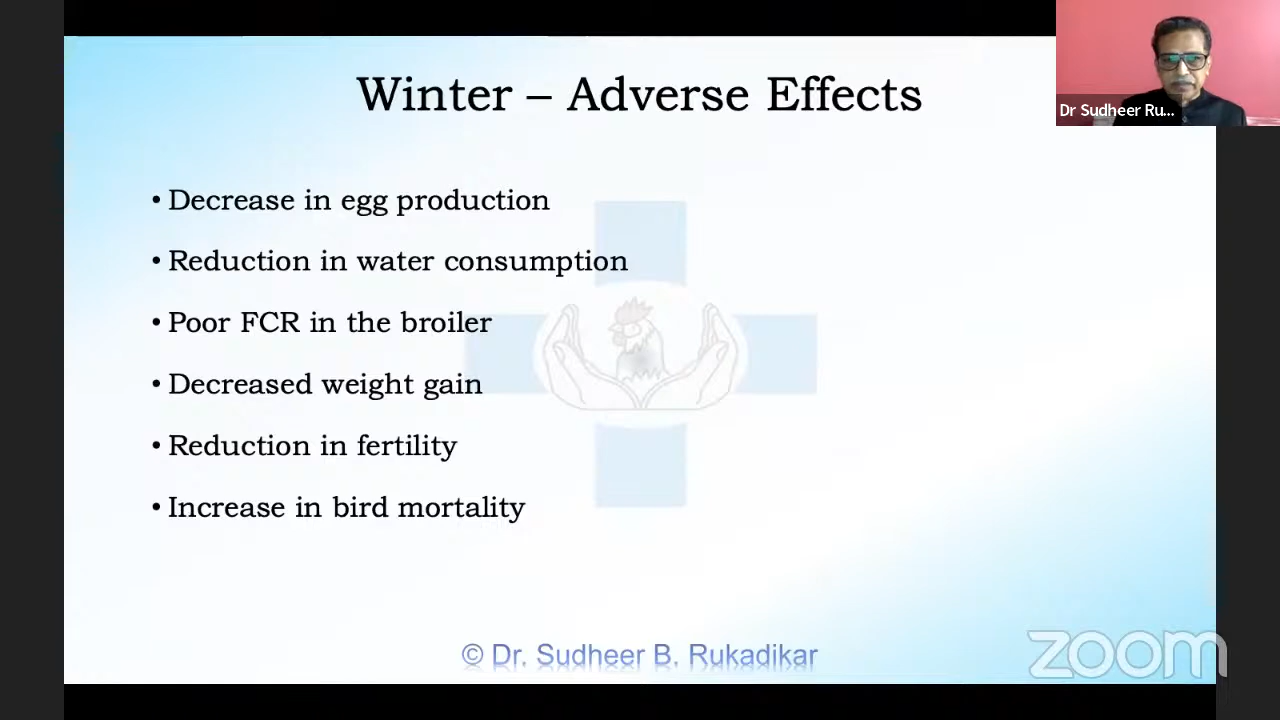 Winter – Adverse Effects
Dr Sudheer Ru...
• Decrease in egg production
• Reduction in water consumption
• Poor FCR in the broiler
• Decreased weight gain
• Reduction in fertility
• Increase in bird mortality
© Dr. Sudheer B. Rukadikar
zoom